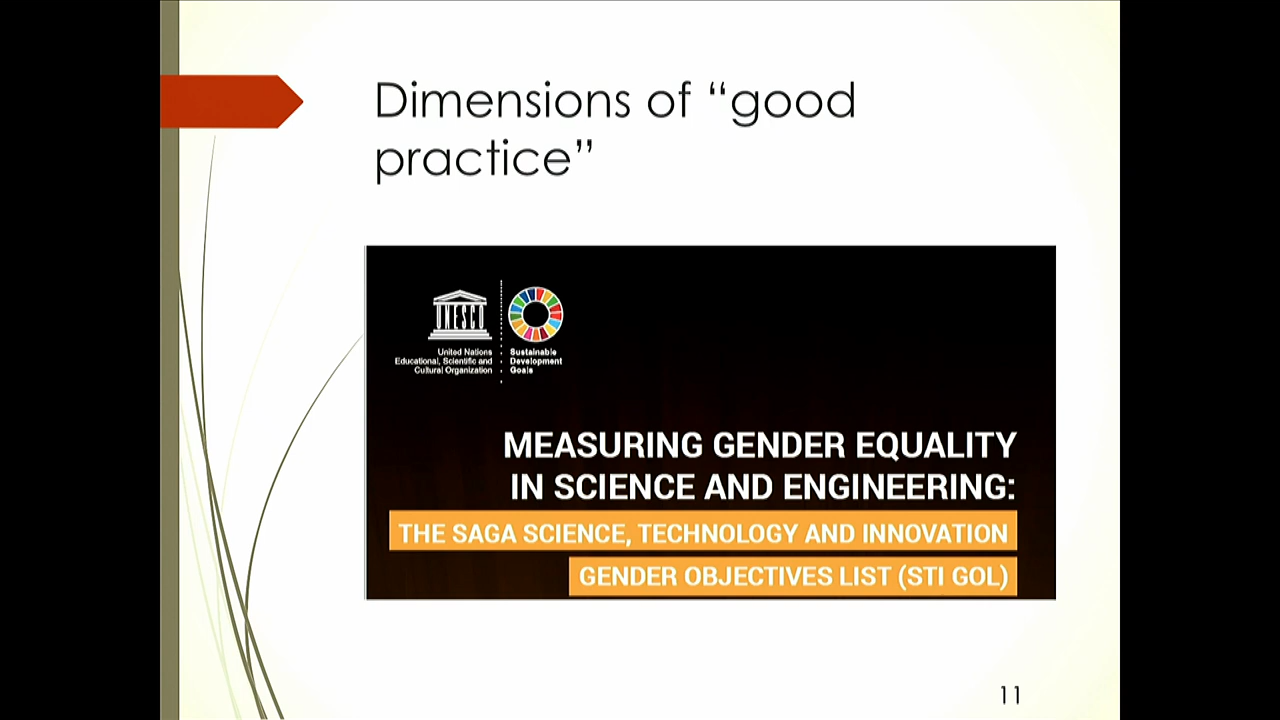 Dimensions of “good
practice”
UNESCO
United Nations
Educational, Scientific and
Cultural Organization
Sustainable
Development
Goals
MEASURING GENDER EQUALITY
IN SCIENCE AND ENGINEERING:
THE SAGA SCIENCE, TECHNOLOGY AND INNOVATION
GENDER OBJECTIVES LIST (STI GOL)
11